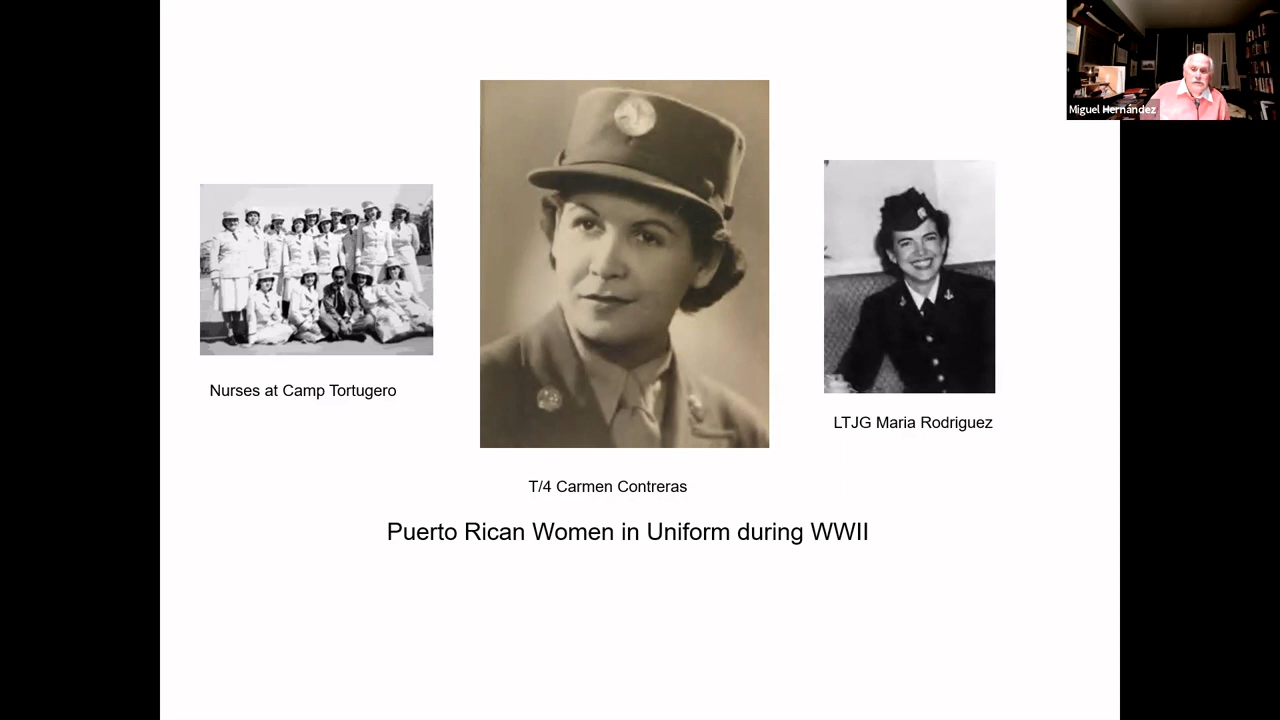 Miguel Hernández
Nurses at Camp Tortugero
LTJG Maria Rodriguez
T/4 Carmen Contreras
Puerto Rican Women in Uniform during WWII